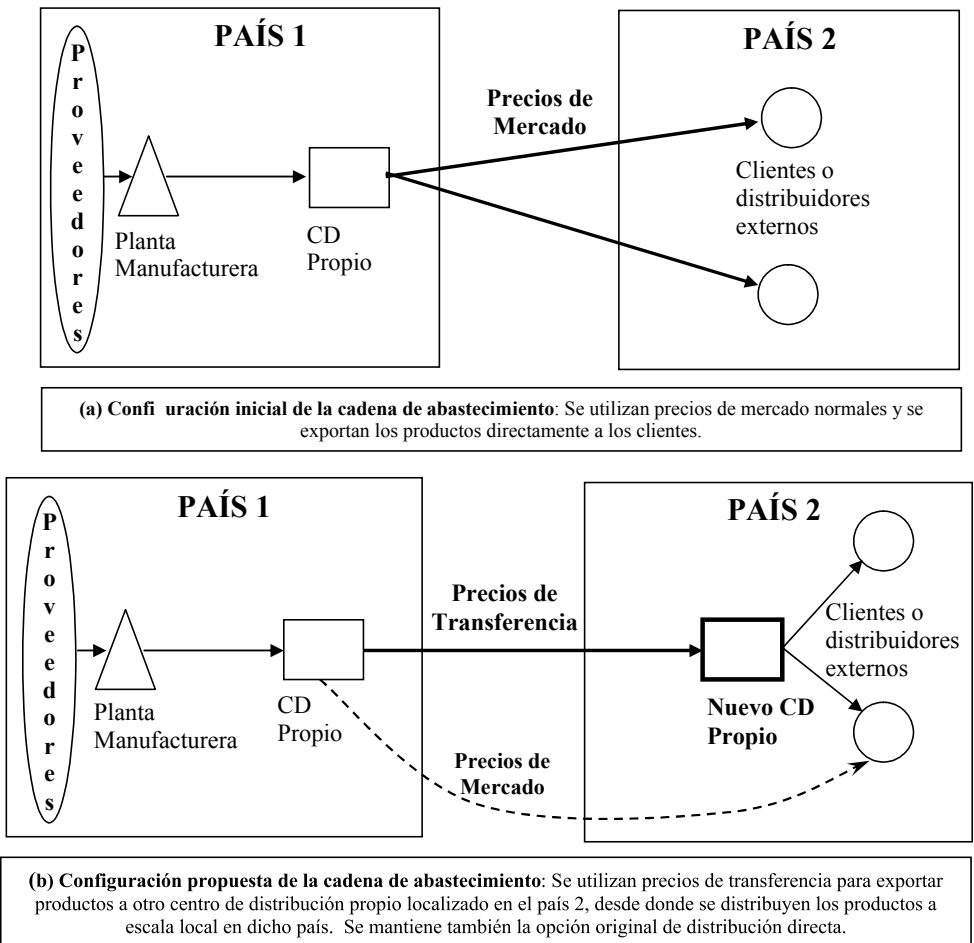 PAÍS 1
PAÍS 2
Proveedores
Precios de
Mercado
Planta
Manufacturera
CD
Propio
Clientes o
distribuidores
externos
(a) Confi uración inicial de la cadena de abastecimiento: Se utilizan precios de mercado normales y se
exportan los productos directamente a los clientes.
PAÍS 1
PAÍS 2
Proveedores
Precios de
Transferencia
Planta
Manufacturera
CD
Propio
Nuevo CD
Propio
Clientes o
distribuidores
externos
Precios de
Mercado
(b) Configuración propuesta de la cadena de abastecimiento: Se utilizan precios de transferencia para exportar
productos a otro centro de distribución propio localizado en el país 2, desde donde se distribuyen los productos a
escala local en dicho país. Se mantiene también la opción original de distribución directa.